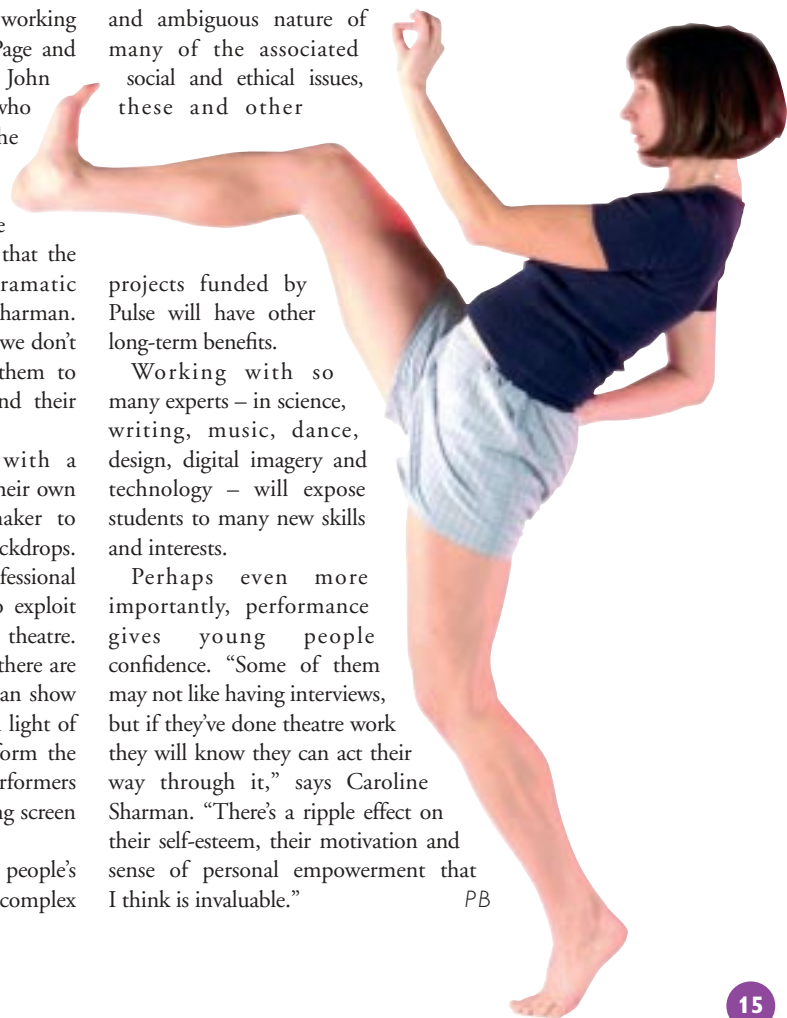 working
Page and
John
who
he
e
that the
ramatic
harman.
we don't
them to
nd their
with a
heir own
aker to
ckdrops.
fessional
o exploit
theatre.
there are
an show
light of
form the
rformers
ng screen
people's
complex
and ambiguous nature of
many of the associated
social and ethical issues,
these and other
projects funded by
Pulse will have other
long-term benefits.
Working with so
many experts – in science,
writing, music, dance,
design, digital imagery and
technology – will expose
students to many new skills
and interests.
Perhaps even more
importantly, performance
gives young people
confidence. “Some of them
may not like having interviews,
but if they’ve done theatre work
they will know they can act their
way through it,” says Caroline
Sharman. “There’s a ripple effect on
their self-esteem, their motivation and
sense of personal empowerment that
I think is invaluable.” PB
15